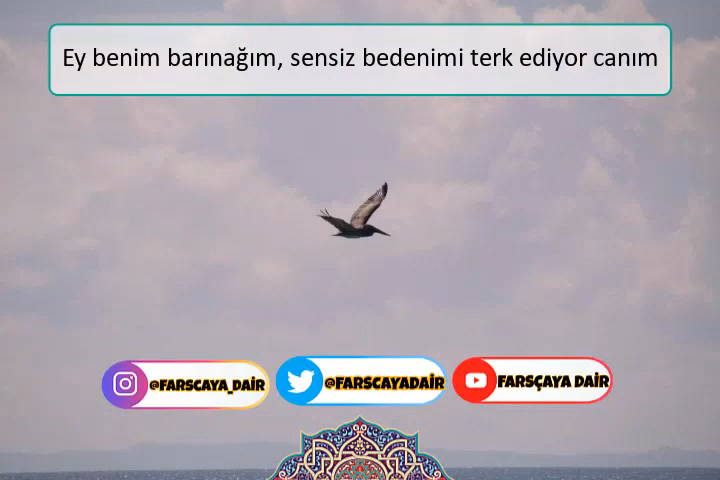 Ey benim barınağım, sensiz bedenimi terk ediyor canım
@FARSCAYA_DAİR
@FARSCAYADAİR
FARSÇAYA DAİR